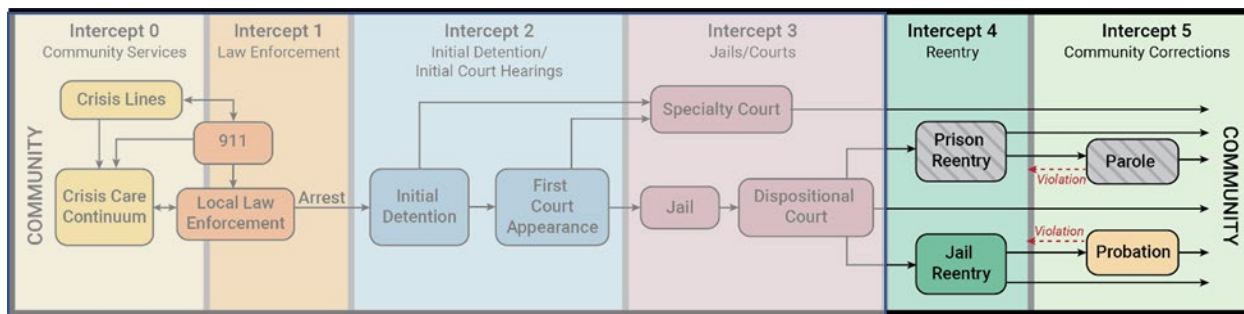 Intercept 0
Community Services
Intercept 1
Law Enforcement
Intercept 2
Initial Detention/
Initial Court Hearings
Intercept 3
Jails/Courts
Intercept 4
Reentry
Intercept 5
Community Corrections
COMMUNITY
Crisis Lines
911
Crisis Care
Continuum
Local Law
Enforcement
Arrest
Initial
Detention
First
Court
Appearance
Specialty Court
Jail
Dispositional
Court
Prison
Reentry
Parole
Violation
Jail
Reentry
Probation
Violation
COMMUNITY